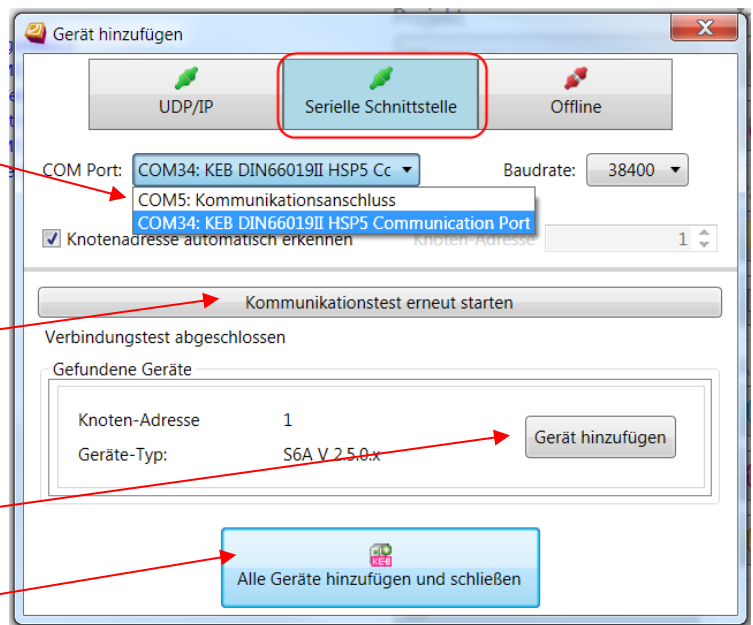 Gerät hinzufügen
UDP/IP
Serielle Schnittstelle
Offline
COM Port:
COM34: KEB DIN66019II HSP5 Cc
Baudrate:
38400
COM5: Kommunikationsanschluss
COM34: KEB DIN66019II HSP5 Communication Port
Knotenadresse automatisch erkennen
Knoten-Adresse
1
Kommunikationstest erneut starten
Verbindungstest abgeschlossen
Gefundene Geräte
Knoten-Adresse 1
Gerät hinzufügen
Geräte-Typ: S6A V 2.5.0.x
KEB
Alle Geräte hinzufügen und schließen